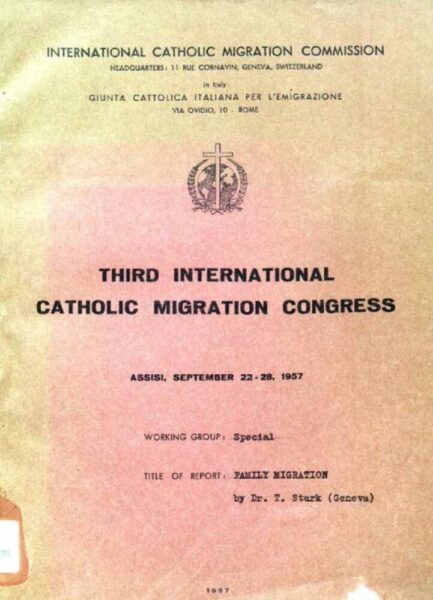 INTERNATIONAL CATHOLIC MIGRATION COMMISSION
HEADQUARTERS: 11 RUE CORNAVIN, GENEVA, SWITZERLAND
in Italy:
GIUNTA CATTOLICA ITALIANA PER L'EMIGRAZIONE
VIA OVIDIO, 10 - ROME
THIRD INTERNATIONAL
CATHOLIC MIGRATION CONGRESS
ASSISI, SEPTEMBER 22-28, 1957
WORKING GROUP: Special
TITLE OF REPORT: FAMILY MIGRATION
by Dr. T. Stark (Geneva)
1957